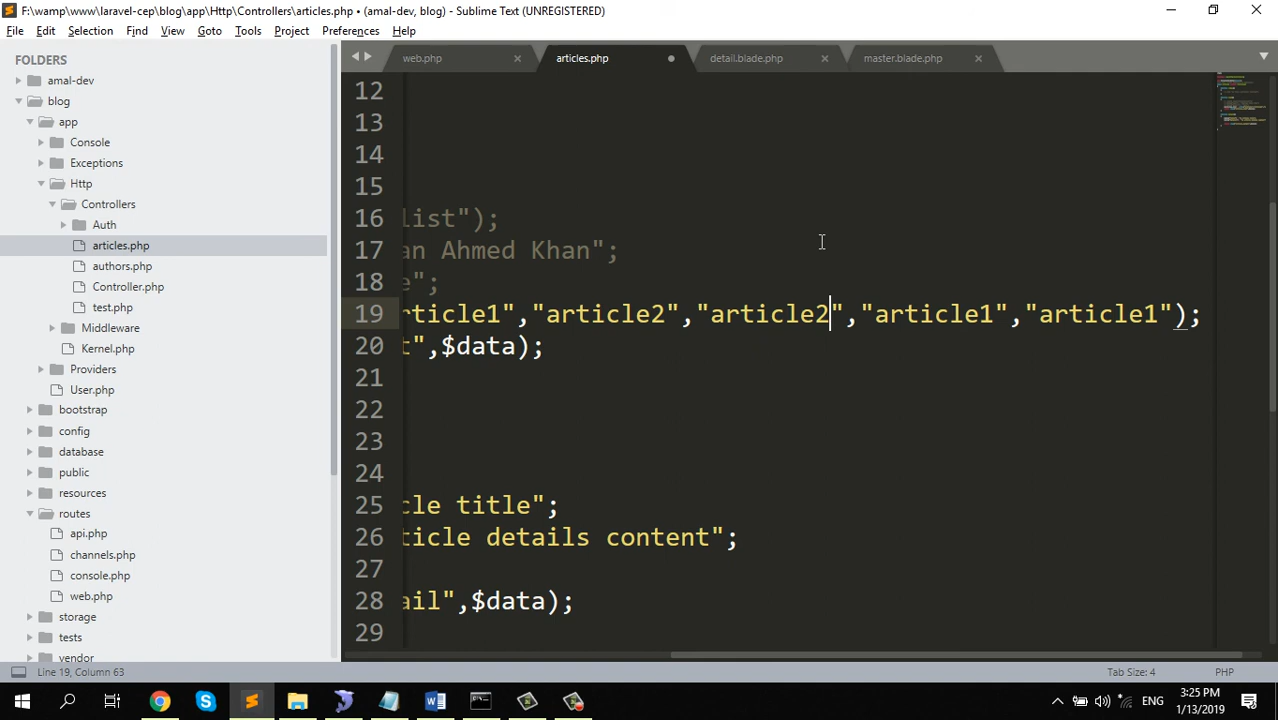 F:\wamp\www\laravel-cep\blog\app\Http\Controllers\articles.php • (amal-dev, blog) - Sublime Text (UNREGISTERED)
File Edit Selection Find View Goto Tools Project Preferences Help
FOLDERS
amal-dev
blog
app
Console
Exceptions
Http
Controllers
Auth
articles.php
authors.php
Controller.php
test.php
Middleware
Kernel.php
Providers
User.php
bootstrap
config
database
public
resources
routes
api.php
channels.php
console.php
web.php
storage
tests
vendor
web.php articles.php detail.blade.php master.blade.php
12
13
14
15
16 list");
17 an Ahmed Khan";
18 e";
19 rticle1","article2","article2","article1","article1");
20 t",$data);
21
22
23
24
25 cle title";
26 ticle details content";
27
28 ail",$data);
29
Line 19, Column 63 Tab Size: 4 PHP
ENG 3:25 PM
1/13/2019